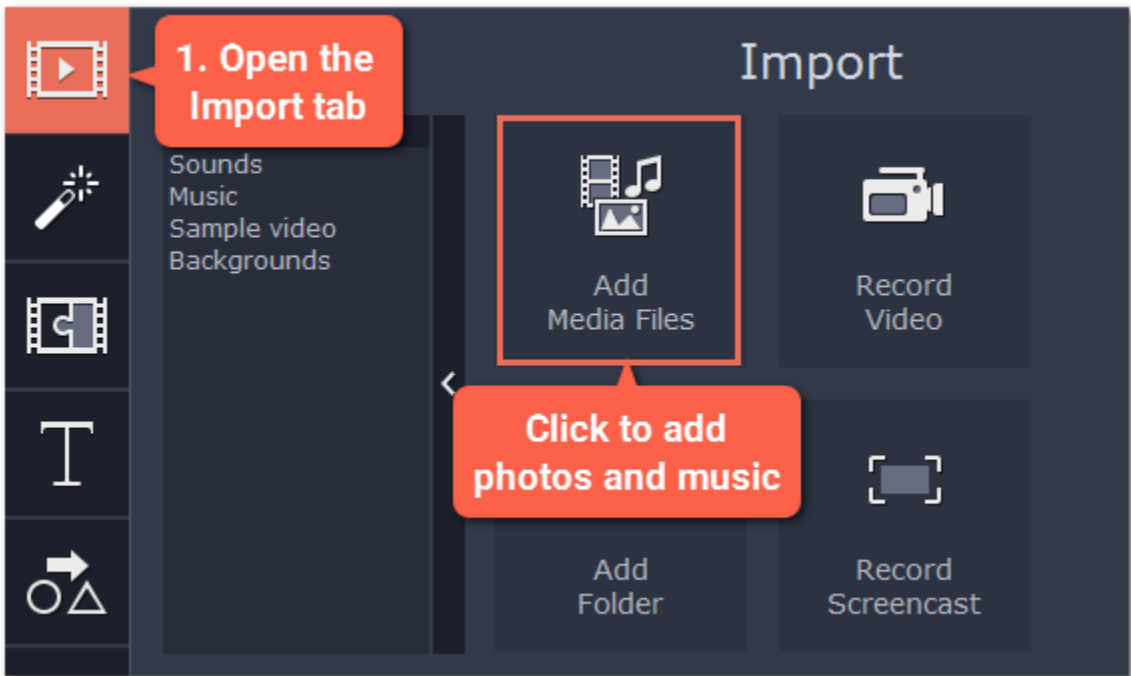 1. Open the
Import tab
Import
Sounds
Music
Sample video
Backgrounds
Add
Media Files
Record
Video
Click to add
photos and music
Add
Folder
Record
Screencast